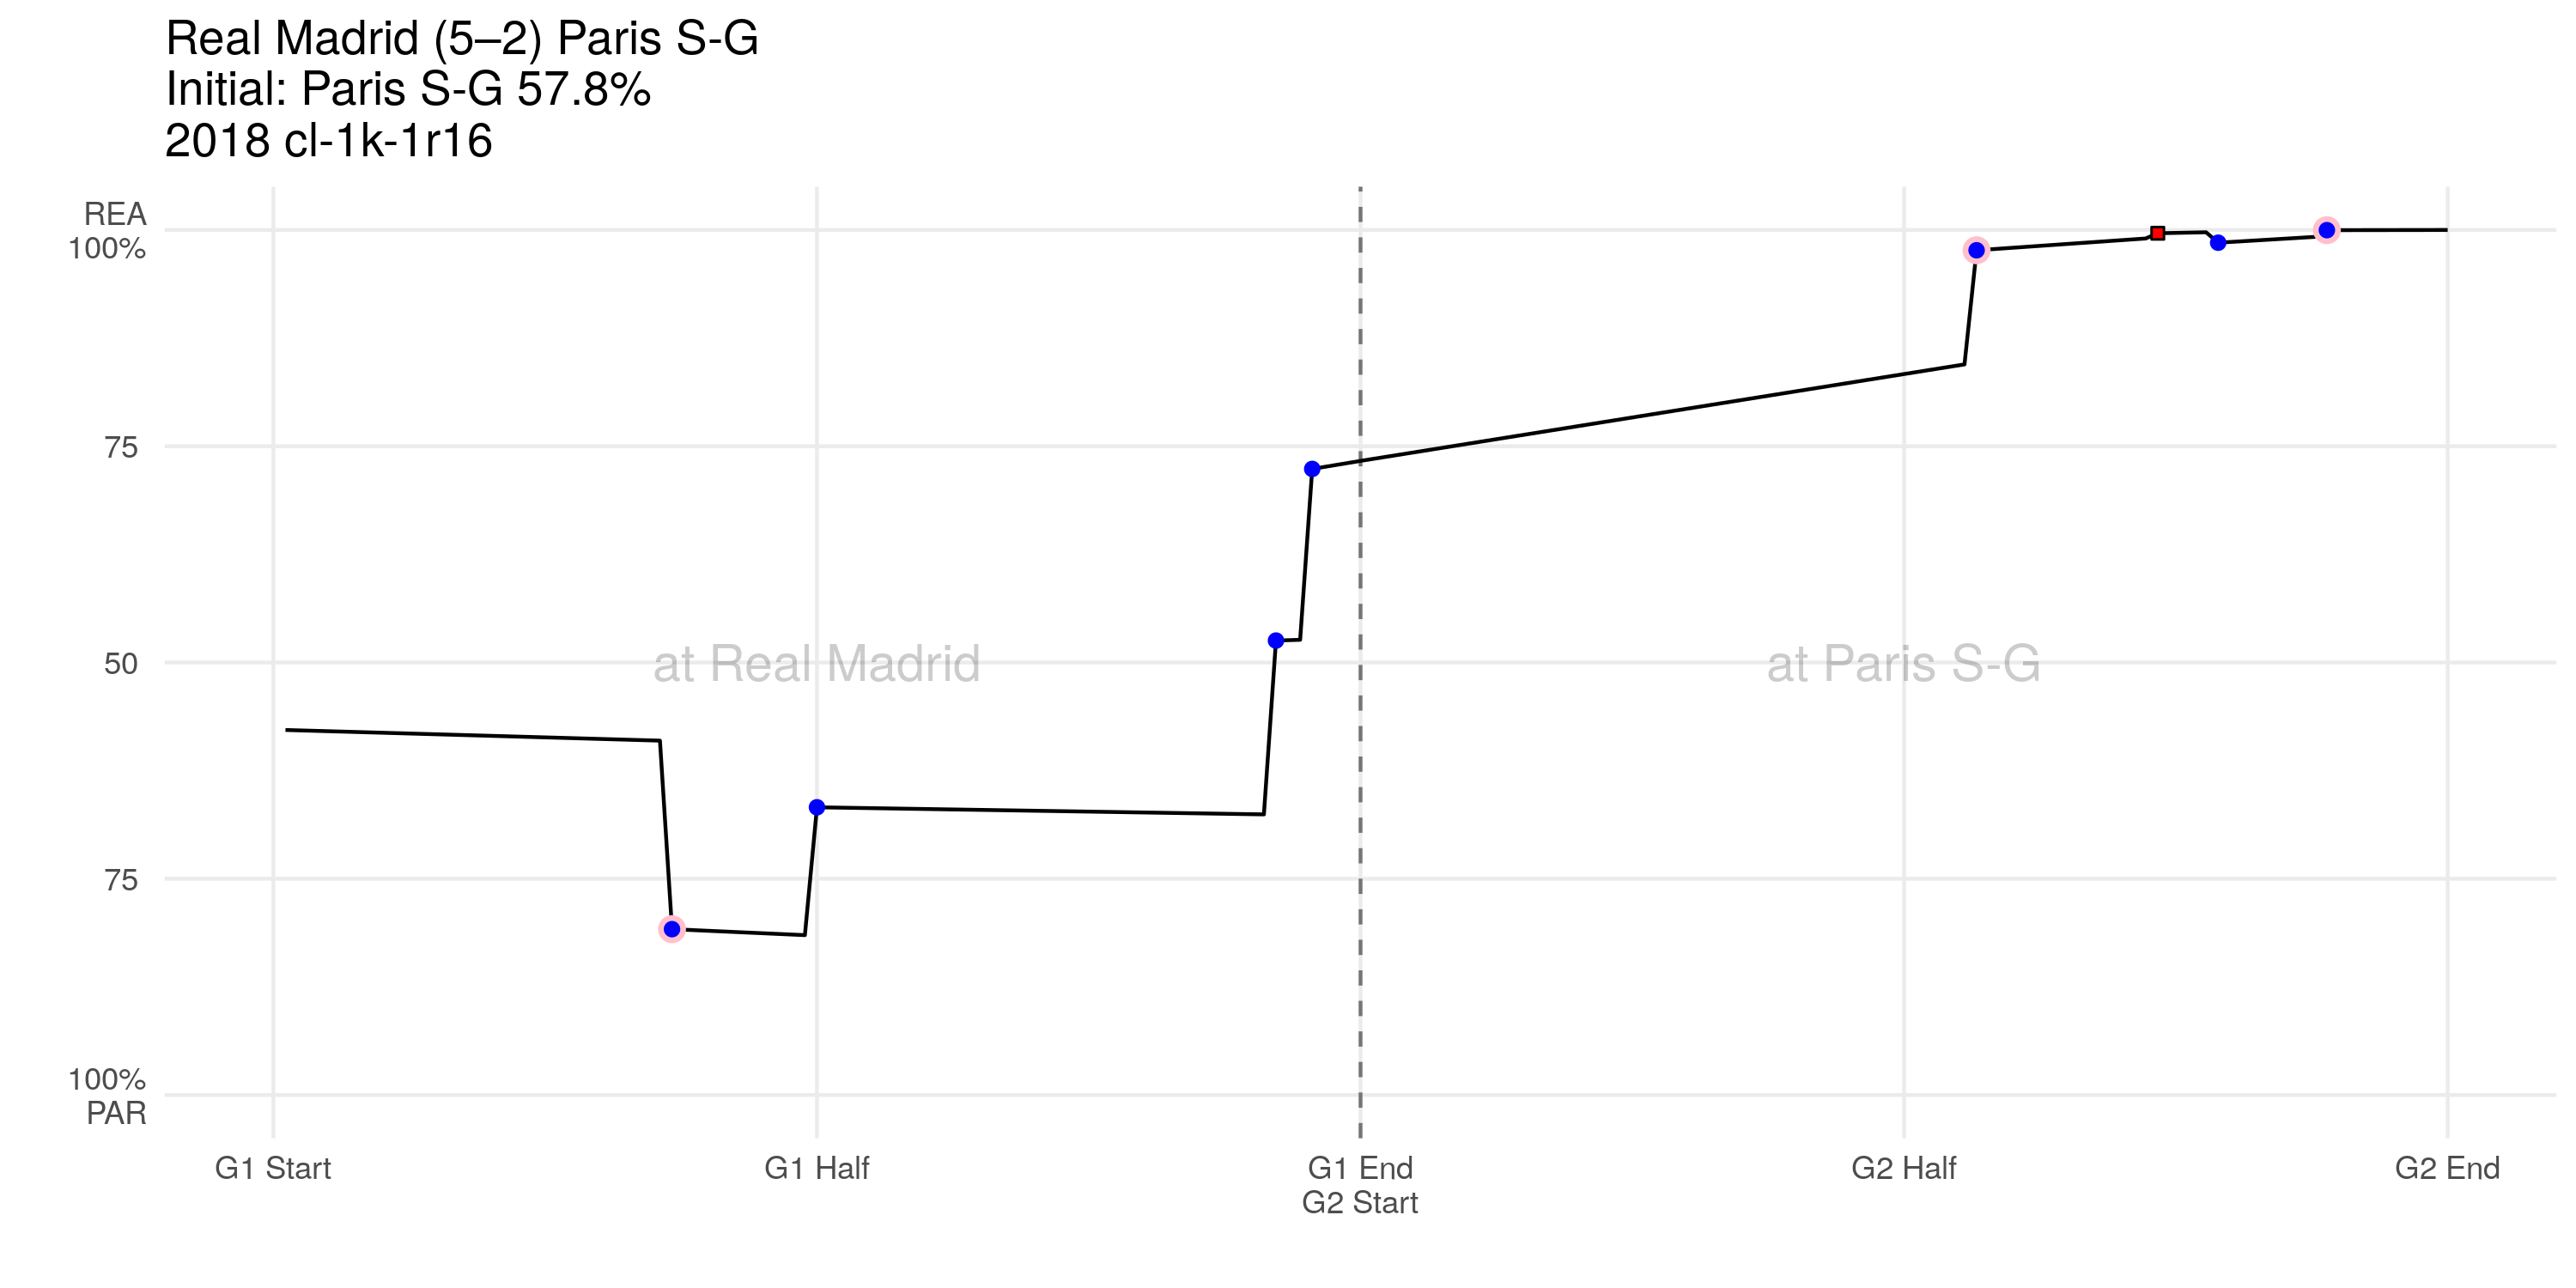 Real Madrid (5–2) Paris S-G
Initial: Paris S-G 57.8%
2018 cl-1k-1r16
REA
100%
75
50
75
100%
PAR
at Real Madrid
at Paris S-G
G1 Start
G1 Half
G1 End
G2 Start
G2 Half
G2 End